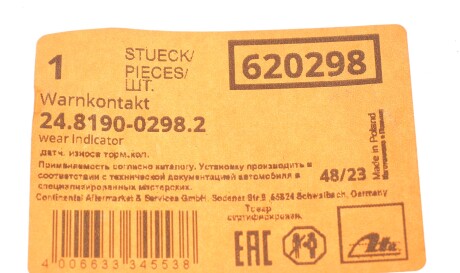 1
STUECK/
PIECES/
ШТ.
620298
Warnkontakt
24.8190-0298.2
wear indicator
Датч. износа торм.кол.
Применяемость согласно каталогу. Установку производить в
соответствии с технической документацией автомобиля в
специализированных мастерских.
Continental Aftermarket & Services GmbH, Sodener Str.9 ,65824 Schwalbach, Germany
48/23
Made in Poland
Товар
сертифицирован.
4 006633 345538
EAC
ATE